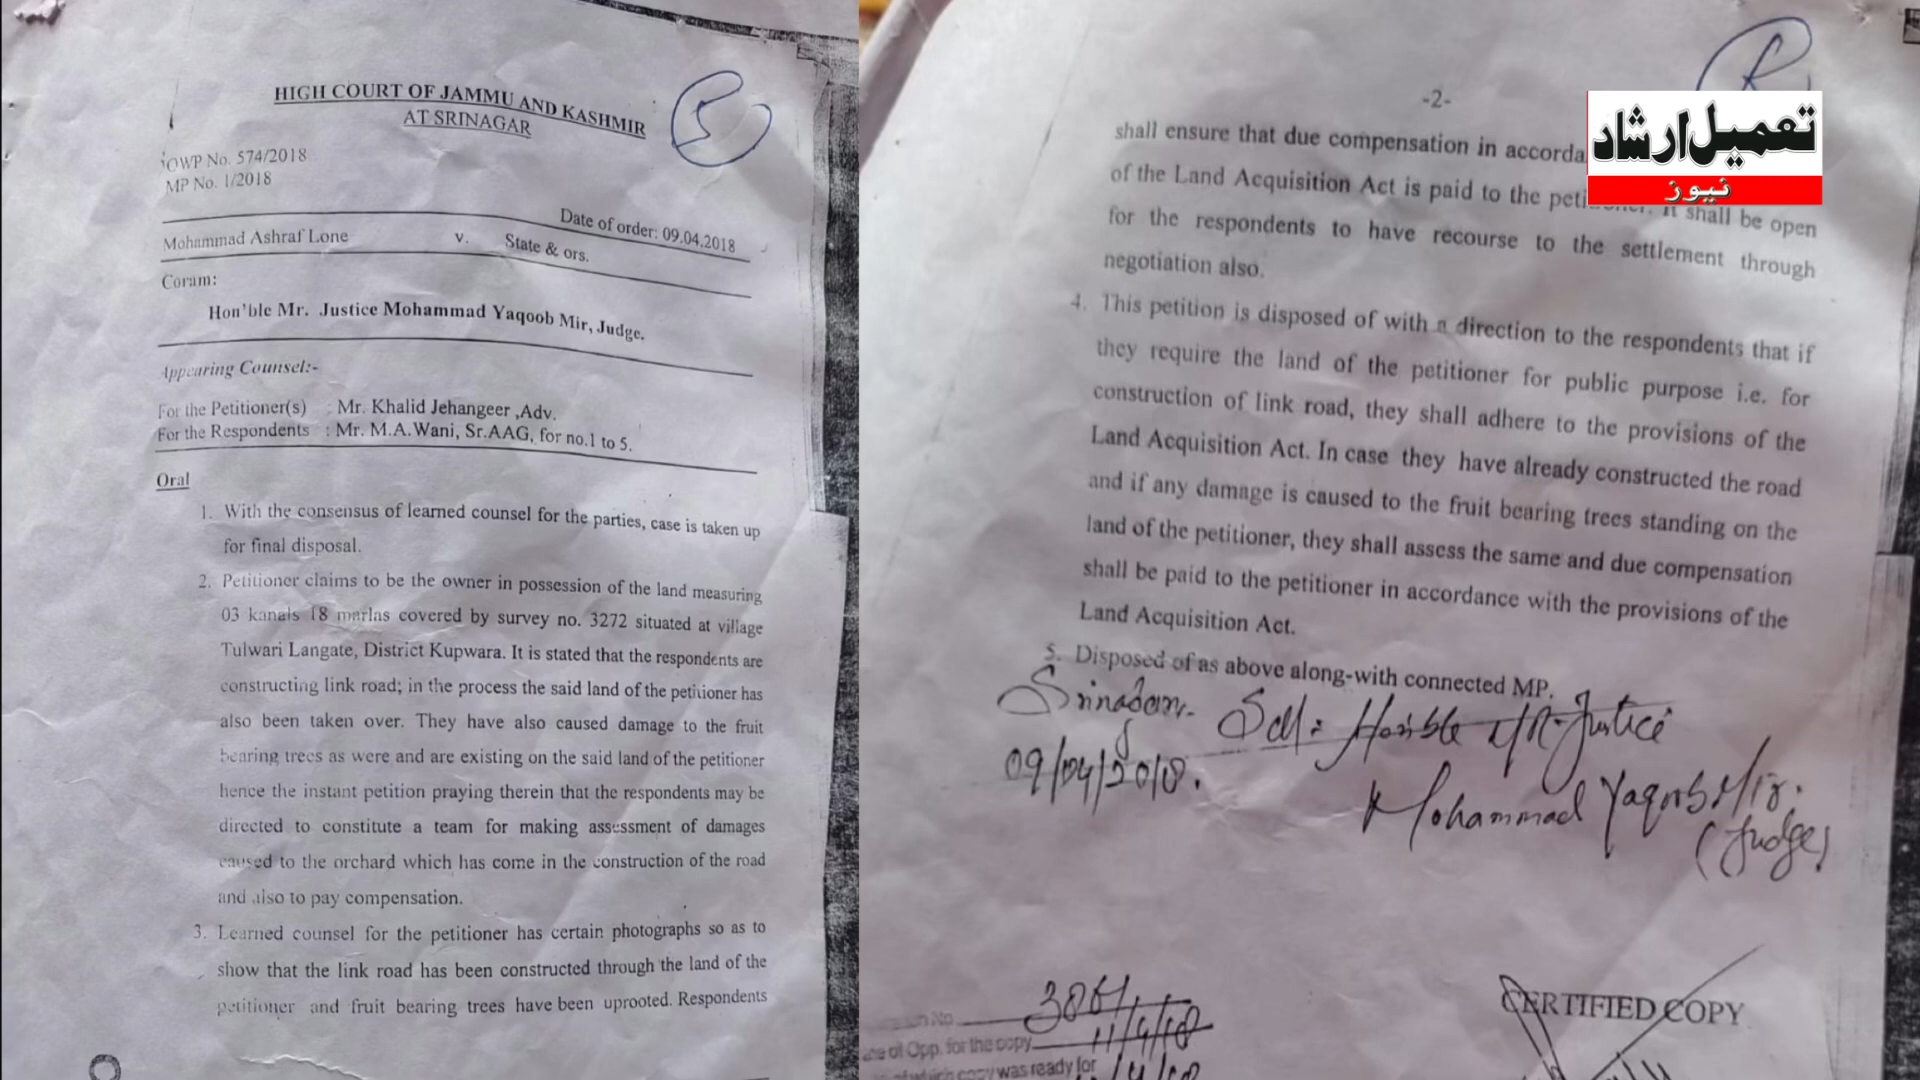 HIGH COURT OF JAMMU AND KASHMIR
AT SRINAGAR
5
OWP No. 574/2018
MP No. 1/2018
Date of order: 09.04.2018
Mohammad Ashraf Lone v. State & ors.
Coram:
Hon'ble Mr. Justice Mohammad Yaqoob Mir, Judge.
Appearing Counsel:-
For the Petitioner(s) : Mr. Khalid Jehangeer ,Adv.
For the Respondents : Mr. M.A.Wani, Sr.AAG, for no.1 to 5.
Oral
1. With the consensus of learned counsel for the parties, case is taken up
for final disposal.
2. Petitioner claims to be the owner in possession of the land measuring
03 kanals 18 marlas covered by survey no. 3272 situated at village
Tulwari Langate, District Kupwara. It is stated that the respondents are
constructing link road; in the process the said land of the petitioner has
also been taken over. They have also caused damage to the fruit
bearing trees as were and are existing on the said land of the petitioner
hence the instant petition praying therein that the respondents may be
directed to constitute a team for making assessment of damages
caused to the orchard which has come in the construction of the road
and also to pay compensation.
3. Learned counsel for the petitioner has certain photographs so as to
show that the link road has been constructed through the land of the
petitioner and fruit bearing trees have been uprooted. Respondents
-2-
تعمیل ارشاد
نیوز
shall ensure that due compensation in accorda
of the Land Acquisition Act is paid to the petitioner. It shall be open
for the respondents to have recourse to the settlement through
negotiation also.
4. This petition is disposed of with a direction to the respondents that if
they require the land of the petitioner for public purpose i.e. for
construction of link road, they shall adhere to the provisions of the
Land Acquisition Act. In case they have already constructed the road
and if any damage is caused to the fruit bearing trees standing on the
land of the petitioner, they shall assess the same and due compensation
shall be paid to the petitioner in accordance with the provisions of the
Land Acquisition Act.
5. Disposed of as above along-with connected MP.
Srinagar. Sd/: Hon'ble Mr. Justice
09/04/2018. Mohammad Yaqoob Mir.
(Judge)
No
of Opp. for the copy 11/4/18
copy was ready for
CERTIFIED COPY